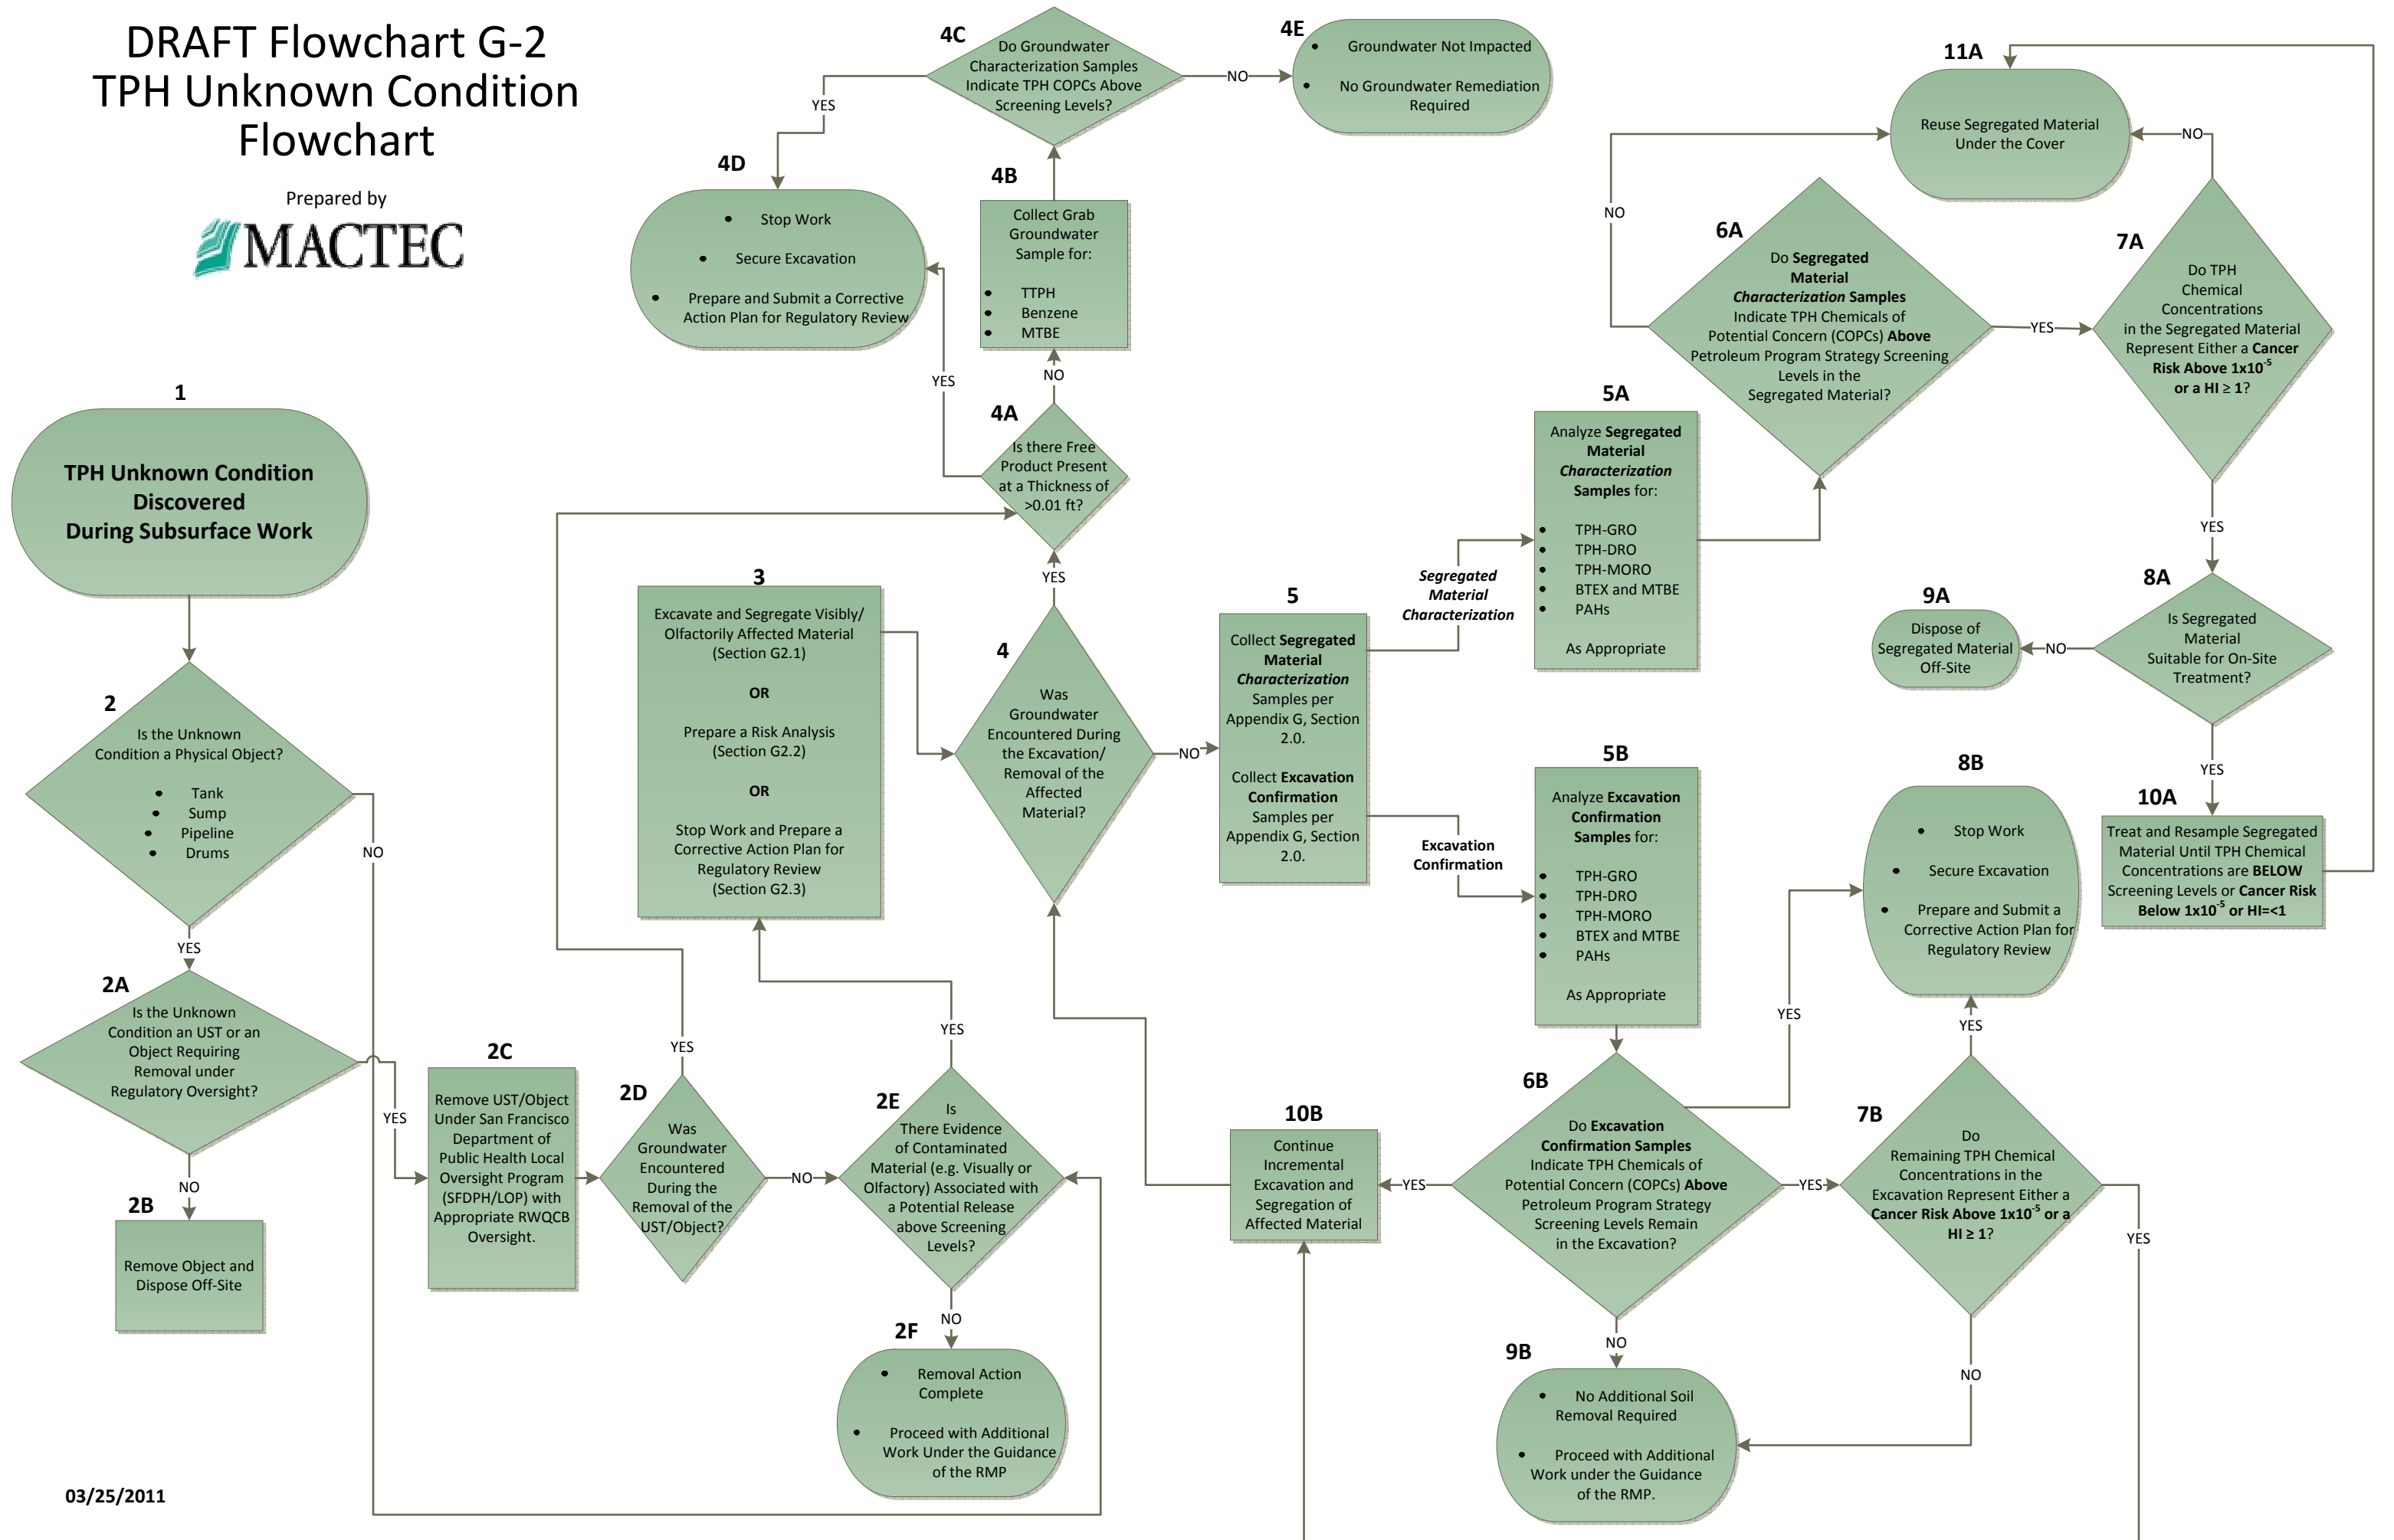 DRAFT Flowchart G-2
TPH Unknown Condition
Flowchart
Prepared by
MACTEC
1
TPH Unknown Condition
Discovered
During Subsurface Work
2
Is the Unknown
Condition a Physical Object?
• Tank
• Sump
• Pipeline
• Drums
NO
YES
2A
Is the Unknown
Condition an UST or an
Object Requiring
Removal under
Regulatory Oversight?
YES
NO
2B
Remove Object and
Dispose Off-Site
2C
Remove UST/Object
Under San Francisco
Department of
Public Health Local
Oversight Program
(SFDPH/LOP) with
Appropriate RWQCB
Oversight.
2D
Was
Groundwater
Encountered
During the
Removal of the
UST/Object?
YES
NO
2E
Is
There Evidence
of Contaminated
Material (e.g. Visually or
Olfactory) Associated with
a Potential Release
above Screening
Levels?
YES
NO
2F
• Removal Action
Complete
• Proceed with Additional
Work Under the Guidance
of the RMP
3
Excavate and Segregate Visibly/
Olfactorily Affected Material
(Section G2.1)
OR
Prepare a Risk Analysis
(Section G2.2)
OR
Stop Work and Prepare a
Corrective Action Plan for
Regulatory Review
(Section G2.3)
4
Was
Groundwater
Encountered During
the Excavation/
Removal of the
Affected
Material?
YES
NO
4A
Is there Free
Product Present
at a Thickness of
>0.01 ft?
YES
NO
4B
Collect Grab
Groundwater
Sample for:
• TTPH
• Benzene
• MTBE
4C
Do Groundwater
Characterization Samples
Indicate TPH COPCs Above
Screening Levels?
YES
NO
4D
• Stop Work
• Secure Excavation
• Prepare and Submit a Corrective
Action Plan for Regulatory Review
4E
• Groundwater Not Impacted
• No Groundwater Remediation
Required
5
Collect Segregated
Material
Characterization
Samples per
Appendix G, Section
2.0.
Collect Excavation
Confirmation
Samples per
Appendix G, Section
2.0.
Segregated
Material
Characterization
Excavation
Confirmation
5A
Analyze Segregated
Material
Characterization
Samples for:
• TPH-GRO
• TPH-DRO
• TPH-MORO
• BTEX and MTBE
• PAHs
As Appropriate
5B
Analyze Excavation
Confirmation
Samples for:
• TPH-GRO
• TPH-DRO
• TPH-MORO
• BTEX and MTBE
• PAHs
As Appropriate
6A
Do Segregated
Material
Characterization Samples
Indicate TPH Chemicals of
Potential Concern (COPCs) Above
Petroleum Program Strategy Screening
Levels in the
Segregated Material?
NO
YES
7A
Do TPH
Chemical
Concentrations
in the Segregated Material
Represent Either a Cancer
Risk Above 1x10-5
or a HI ≥ 1?
NO
YES
8A
Is Segregated
Material
Suitable for On-Site
Treatment?
NO
YES
9A
Dispose of
Segregated Material
Off-Site
10A
Treat and Resample Segregated
Material Until TPH Chemical
Concentrations are BELOW
Screening Levels or Cancer Risk
Below 1x10-5 or HI=<1
11A
Reuse Segregated Material
Under the Cover
6B
Do Excavation
Confirmation Samples
Indicate TPH Chemicals of
Potential Concern (COPCs) Above
Petroleum Program Strategy
Screening Levels Remain
in the Excavation?
YES
YES
YES
NO
7B
Do
Remaining TPH Chemical
Concentrations in the
Excavation Represent Either a
Cancer Risk Above 1x10-5 or a
HI ≥ 1?
YES
YES
NO
8B
• Stop Work
• Secure Excavation
• Prepare and Submit a
Corrective Action Plan for
Regulatory Review
9B
• No Additional Soil
Removal Required
• Proceed with Additional
Work under the Guidance
of the RMP.
10B
Continue
Incremental
Excavation and
Segregation of
Affected Material
03/25/2011